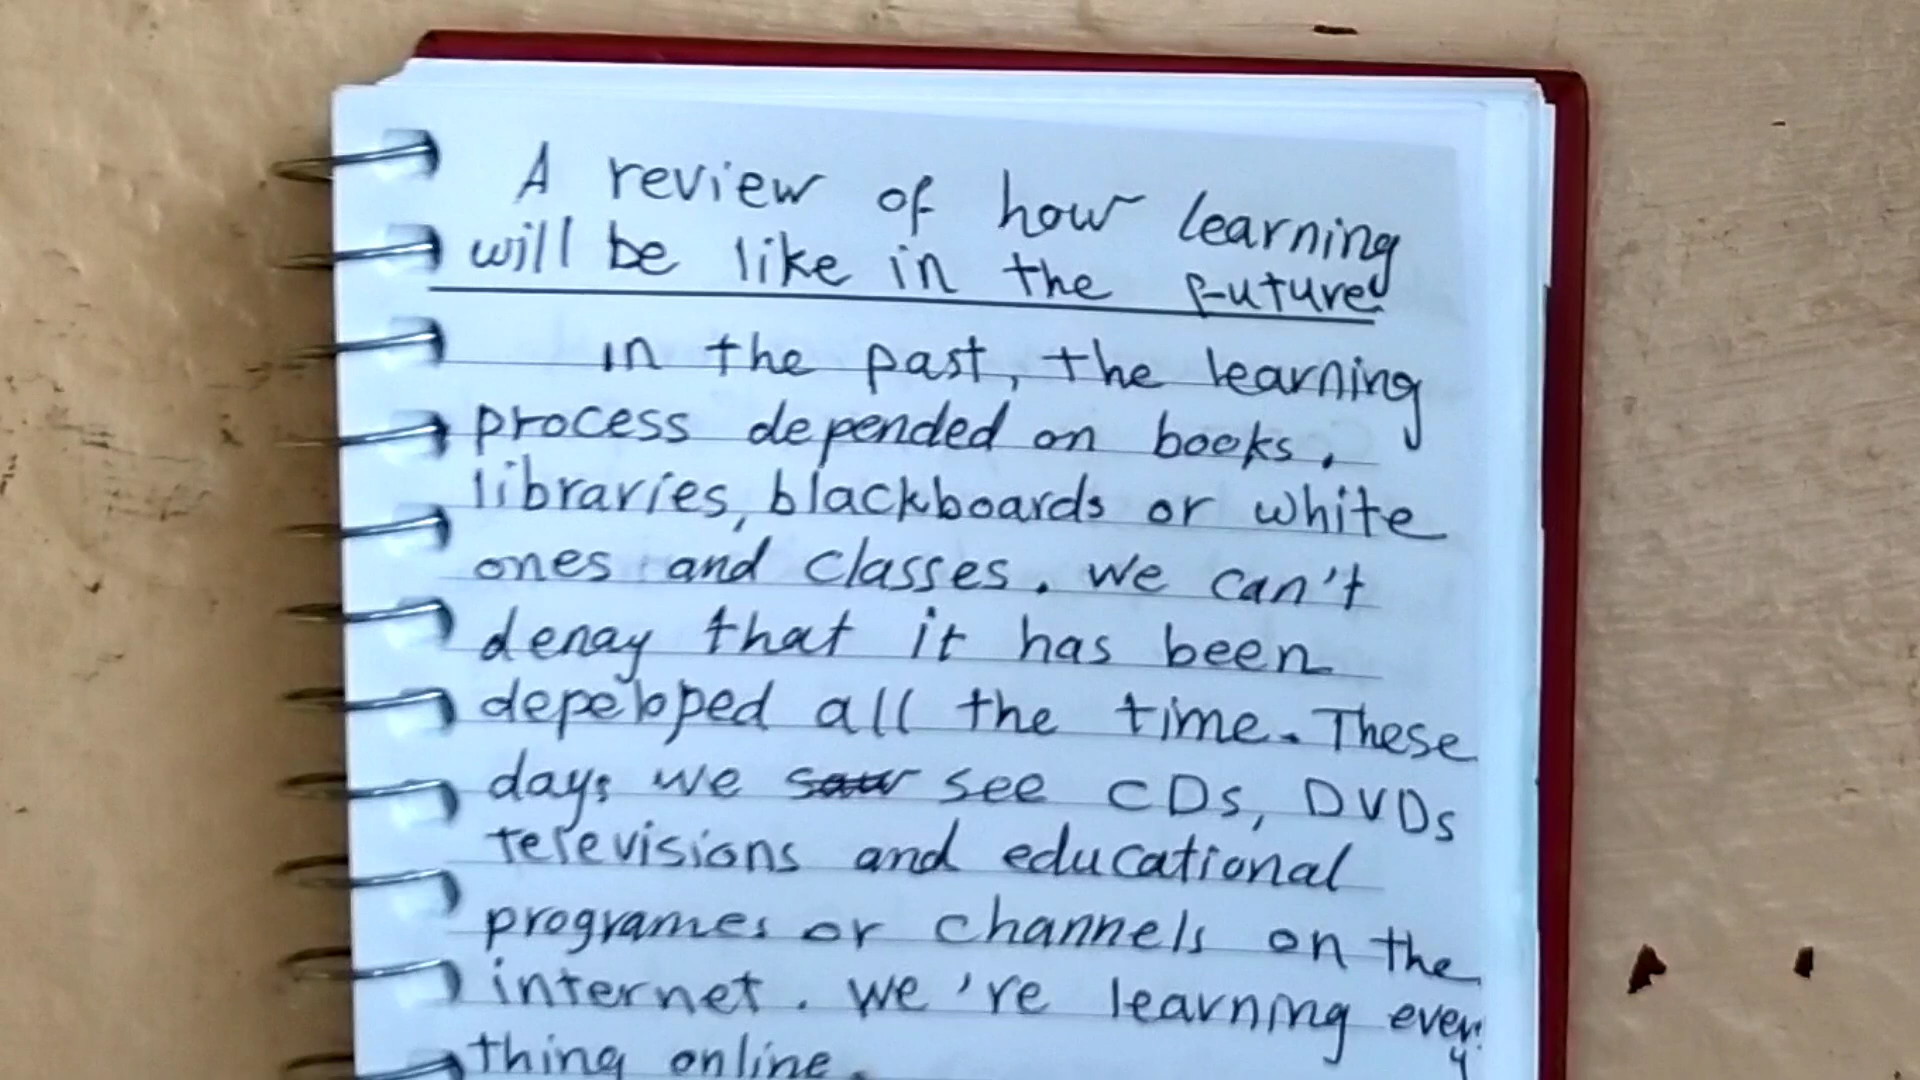 A review of how learning
will be like in the future
in the past, the learning
process depended on books,
libraries, blackboards or white
ones and classes. we can't
denay that it has been
depeloped all the time. These
days we see CDs, DVDs
televisions and educational
programes or channels on the
internet. we're learning every
thing online.